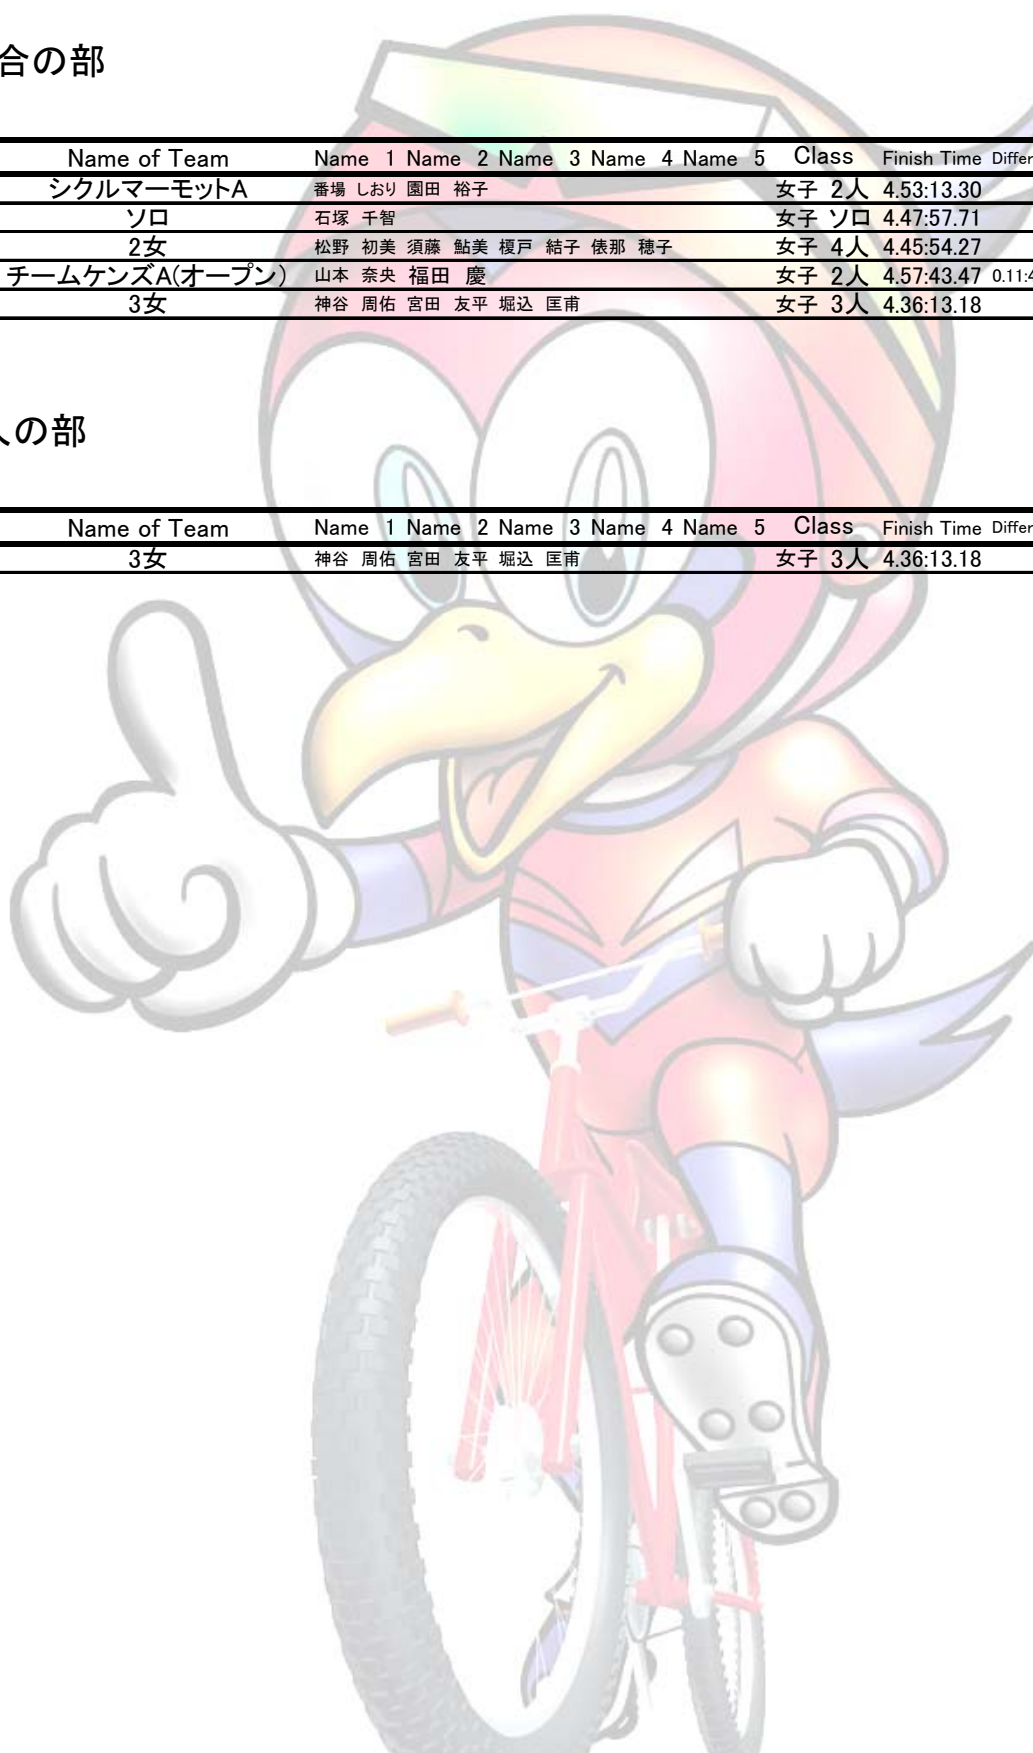 合の部
Name of Team Name 1 Name 2 Name 3 Name 4 Name 5 Class Finish Time Differ
シクルマーモットA 番場 しおり 園田 裕子 女子 2人 4.53:13.30
ソロ 石塚 千智 女子 ソロ 4.47:57.71
2女 松野 初美 須藤 鮎美 榎戸 結子 俵那 穂子 女子 4人 4.45:54.27
チームケンズA(オープン) 山本 奈央 福田 慶 女子 2人 4.57:43.47 0.11:4
3女 神谷 周佑 宮田 友平 堀込 匡甫 女子 3人 4.36:13.18
人の部
Name of Team Name 1 Name 2 Name 3 Name 4 Name 5 Class Finish Time Differ
3女 神谷 周佑 宮田 友平 堀込 匡甫 女子 3人 4.36:13.18